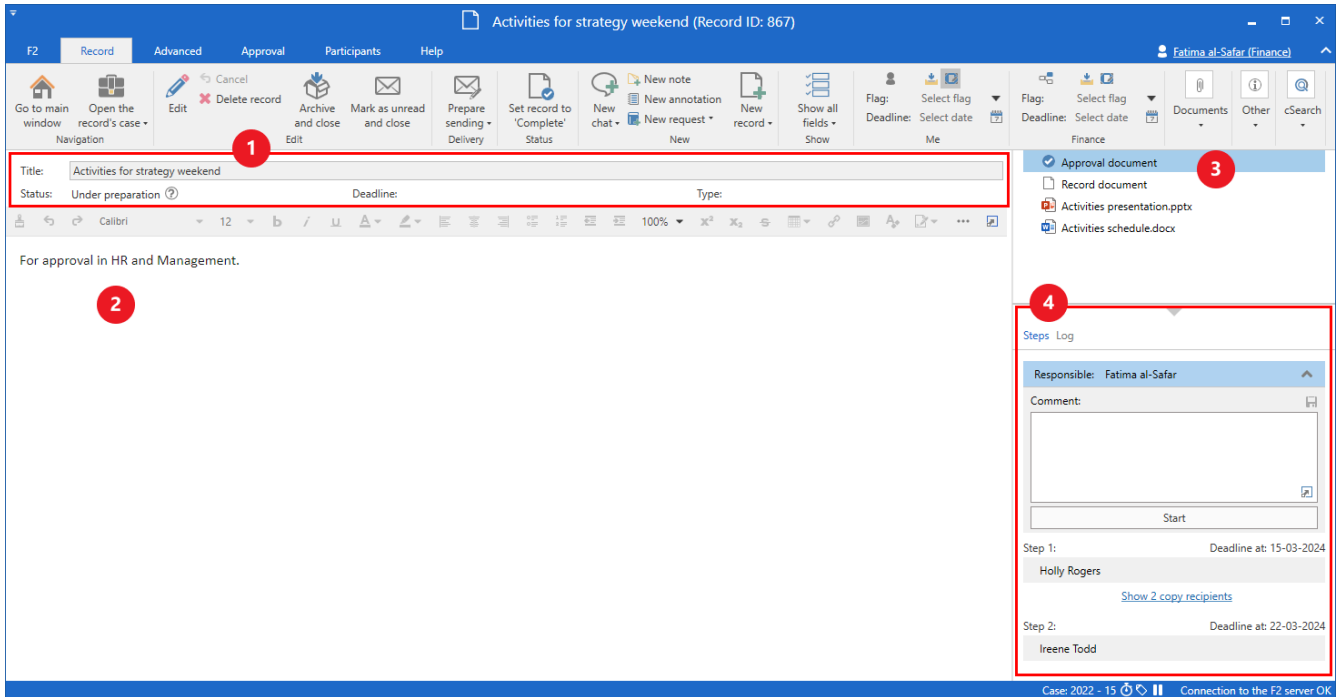 Activities for strategy weekend (Record ID: 867)
F2 Record Advanced Approval Participants Help Fatima al-Safar (Finance)
Go to main window
Open the record's case
Navigation
Edit
Cancel
Delete record
Archive and close
Mark as unread and close
Edit
Prepare sending
Delivery
Set record to 'Complete'
Status
New chat
New note
New annotation
New request
New record
New
Show all fields
Show
Flag: Select flag
Deadline: Select date
Me
Flag: Select flag
Deadline: Select date
Finance
Documents
Other
cSearch
1
Title: Activities for strategy weekend
Status: Under preparation ? Deadline: Type:
Calibri 12 b / u A 100% x² x₂ S
For approval in HR and Management.
2
Approval document
3
Record document
Activities presentation.pptx
Activities schedule.docx
4
Steps Log
Responsible: Fatima al-Safar
Comment:
Start
Step 1: Deadline at: 15-03-2024
Holly Rogers
Show 2 copy recipients
Step 2: Deadline at: 22-03-2024
Ireene Todd
Case: 2022 - 15 Connection to the F2 server OK